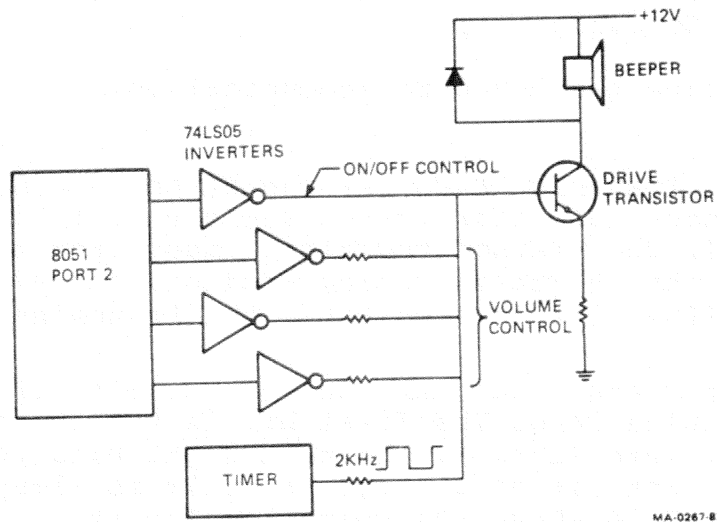 +12V
BEEPER
74LS05
INVERTERS
ON/OFF CONTROL
DRIVE
TRANSISTOR
8051
PORT 2
VOLUME
CONTROL
2KHz
TIMER
MA-0267-8